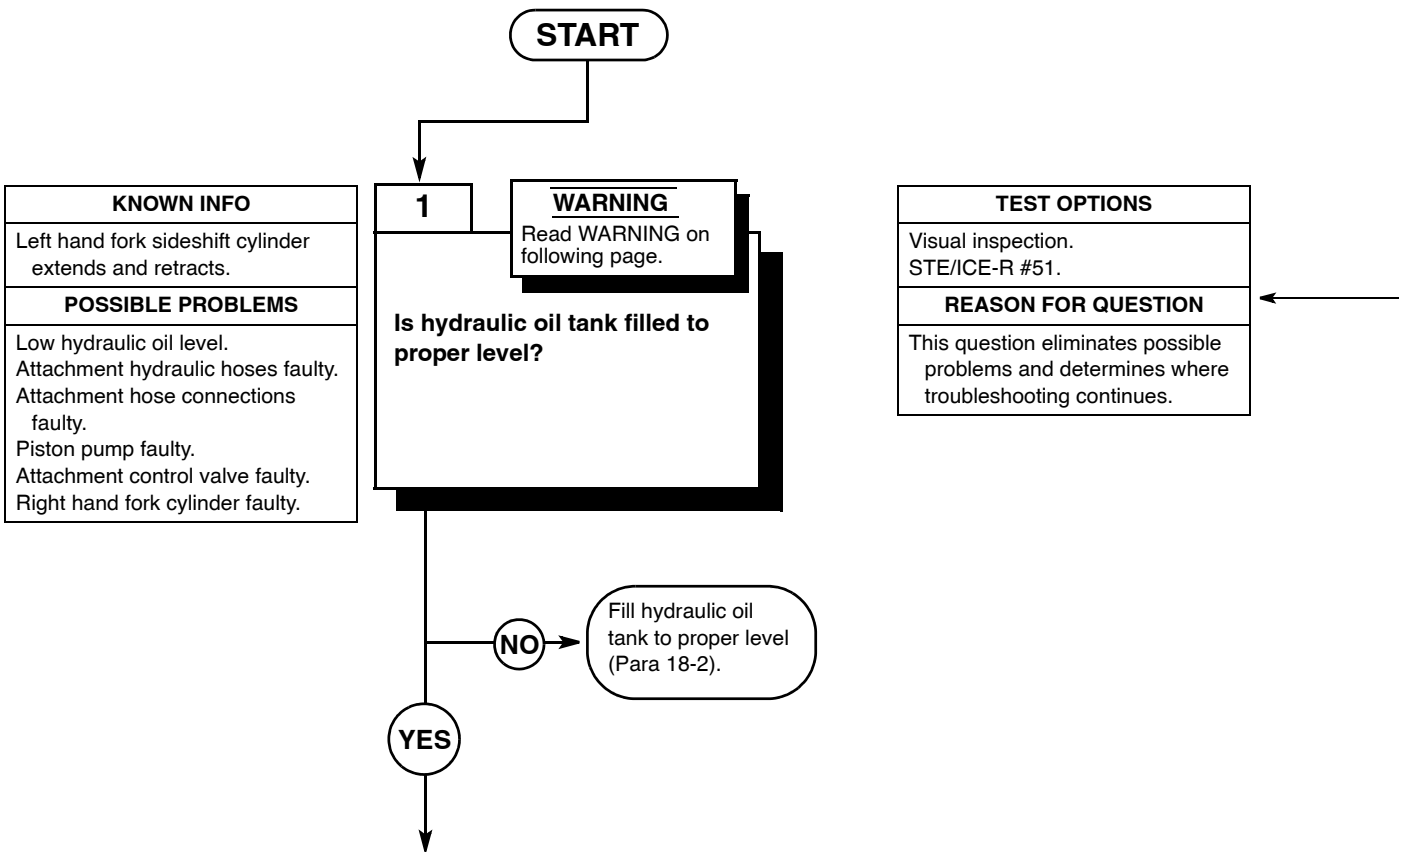 START
KNOWN INFO
Left hand fork sideshift cylinder
extends and retracts.
POSSIBLE PROBLEMS
Low hydraulic oil level.
Attachment hydraulic hoses faulty.
Attachment hose connections
faulty.
Piston pump faulty.
Attachment control valve faulty.
Right hand fork cylinder faulty.
1
WARNING
Read WARNING on
following page.
Is hydraulic oil tank filled to
proper level?
TEST OPTIONS
Visual inspection.
STE/ICE-R #51.
REASON FOR QUESTION
This question eliminates possible
problems and determines where
troubleshooting continues.
NO
Fill hydraulic oil
tank to proper level
(Para 18-2).
YES